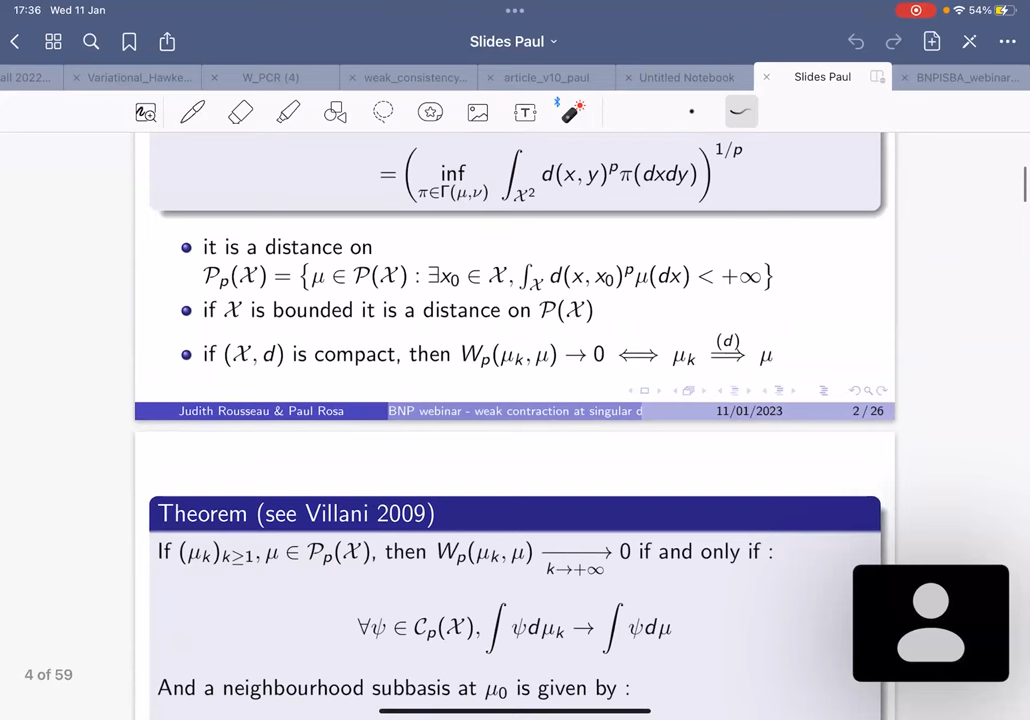 17:36 Wed 11 Jan
54%
Slides Paul
all 2022...
Variational_Hawke...
W_PCR (4)
weak_consistency...
article_v10_paul
Untitled Notebook
Slides Paul
BNPISBA_webinar...
= ( inf_{π∈Γ(μ,ν)} ∫_{𝒳²} d(x, y)^p π(dxdy) )^{1/p}
it is a distance on
𝒫_p(𝒳) = {μ ∈ 𝒫(𝒳) : ∃x₀ ∈ 𝒳, ∫_𝒳 d(x, x₀)^p μ(dx) < +∞}
if 𝒳 is bounded it is a distance on 𝒫(𝒳)
if (𝒳, d) is compact, then W_p(μ_k, μ) → 0 ⟺ μ_k ⟹^{(d)} μ
Judith Rousseau & Paul Rosa BNP webinar - weak contraction at singular d 11/01/2023 2 / 26
Theorem (see Villani 2009)
If (μ_k)_{k≥1}, μ ∈ 𝒫_p(𝒳), then W_p(μ_k, μ) ⟶_{k→+∞} 0 if and only if :
∀ψ ∈ 𝒞_p(𝒳), ∫ ψdμ_k → ∫ ψdμ
4 of 59
And a neighbourhood subbasis at μ₀ is given by :